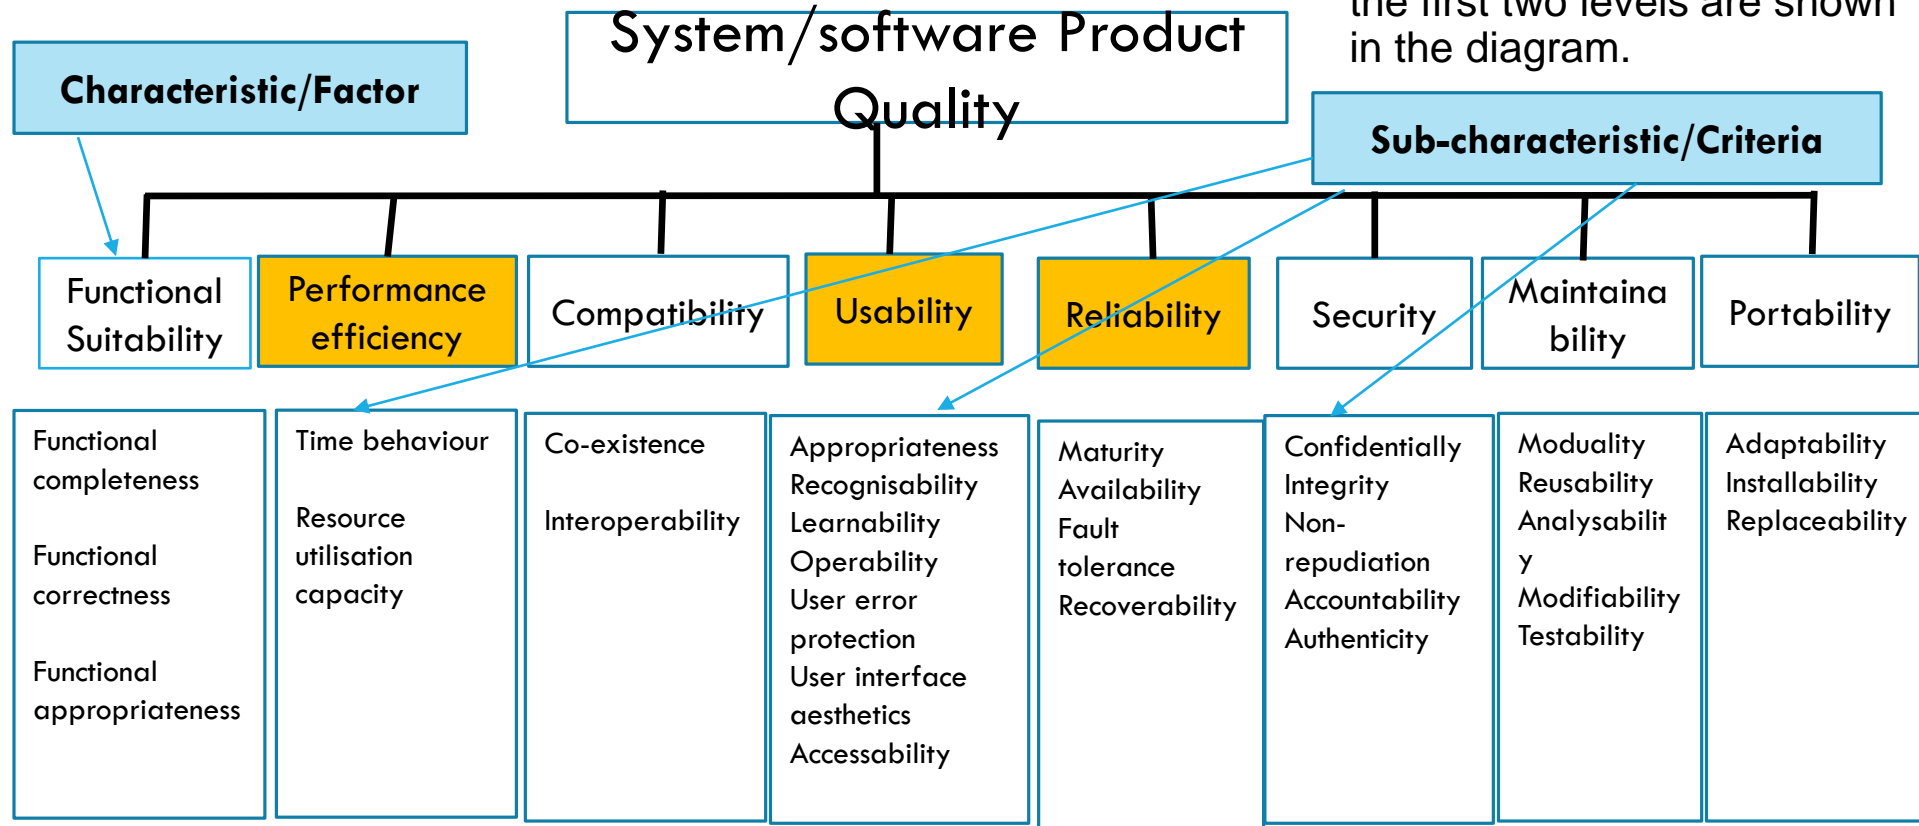 the first two levels are shown
in the diagram.
System/software Product
Quality
Characteristic/Factor
Sub-characteristic/Criteria
Functional
Suitability
Performance
efficiency
Compatibility
Usability
Reliability
Security
Maintaina
bility
Portability
Functional
completeness
Functional
correctness
Functional
appropriateness
Time behaviour
Resource
utilisation
capacity
Co-existence
Interoperability
Appropriateness
Recognisability
Learnability
Operability
User error
protection
User interface
aesthetics
Accessability
Maturity
Availability
Fault
tolerance
Recoverability
Confidentially
Integrity
Non-
repudiation
Accountability
Authenticity
Moduality
Reusability
Analysabilit
y
Modifiability
Testability
Adaptability
Installability
Replaceability